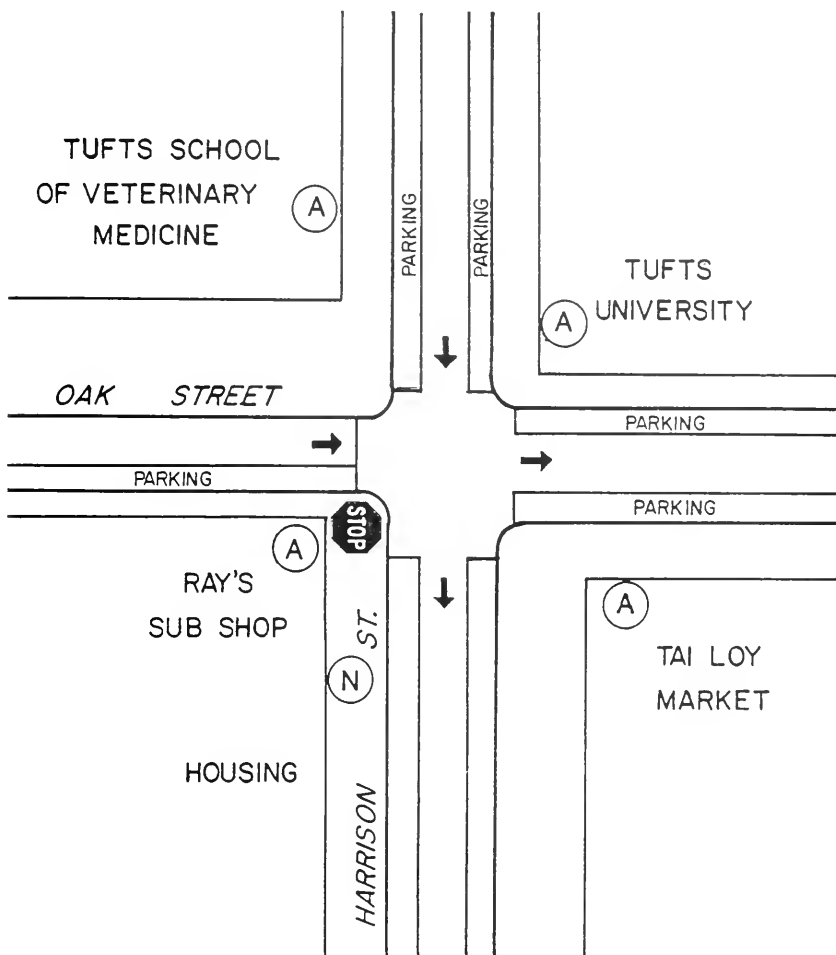 TUFTS SCHOOL
OF VETERINARY
MEDICINE
A
PARKING
PARKING
TUFTS
UNIVERSITY
A
OAK STREET
PARKING
PARKING
PARKING
STOP
A
RAY'S
SUB SHOP
HARRISON ST.
N
A
TAI LOY
MARKET
HOUSING